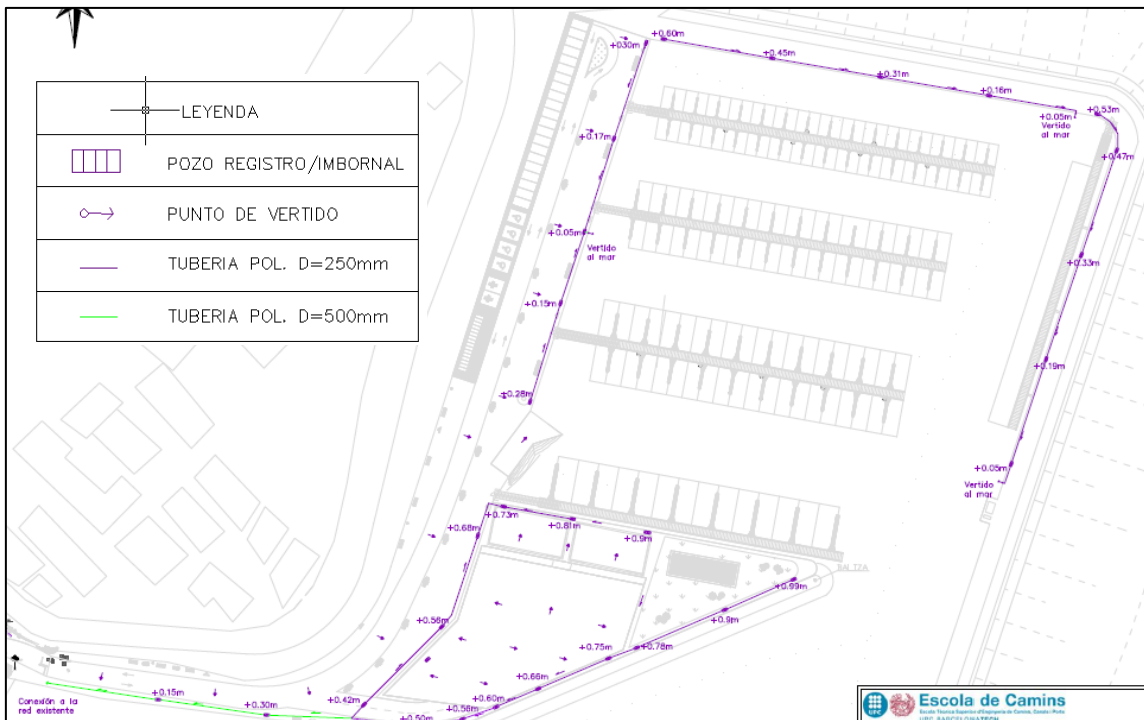 LEYENDA
POZO REGISTRO/IMBORNAL
PUNTO DE VERTIDO
TUBERIA POL. D=250mm
TUBERIA POL. D=500mm
+030m
+0.60m
+0.45m
+0.31m
+0.16m
+0.05m
Vertido
al mar
+0.53m
+0.47m
+0.33m
+0.19m
+0.05m
Vertido
al mar
+0.17m
+0.05m
Vertido
al mar
+0.15m
+0.28m
+0.73m
+0.81m
+0.9m
+0.68m
+0.56m
+0.42m
+0.99m
+0.9m
+0.78m
+0.75m
+0.66m
+0.60m
+0.56m
+0.50m
+0.30m
+0.15m
Conexión a la
red existente
UPC
Escola de Camins
UPC BARCELONATECH